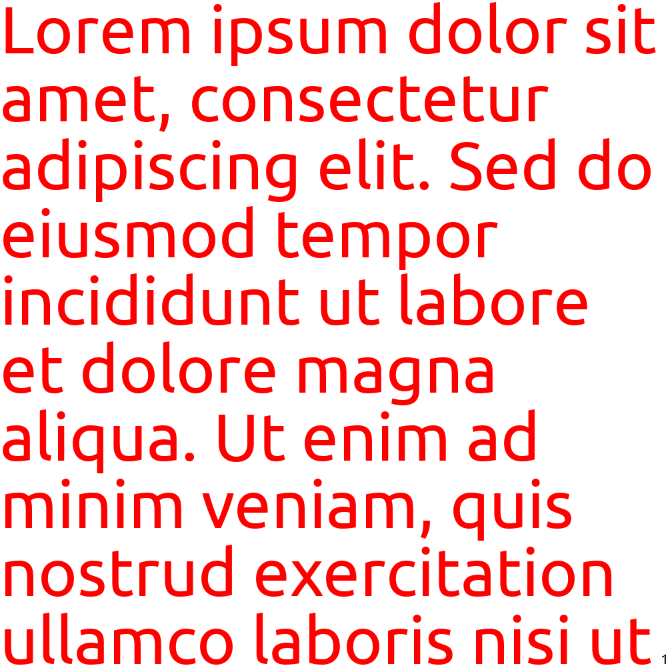 Lorem ipsum dolor sit
amet, consectetur
adipiscing elit. Sed do
eiusmod tempor
incididunt ut labore
et dolore magna
aliqua. Ut enim ad
minim veniam, quis
nostrud exercitation
ullamco laboris nisi ut 1